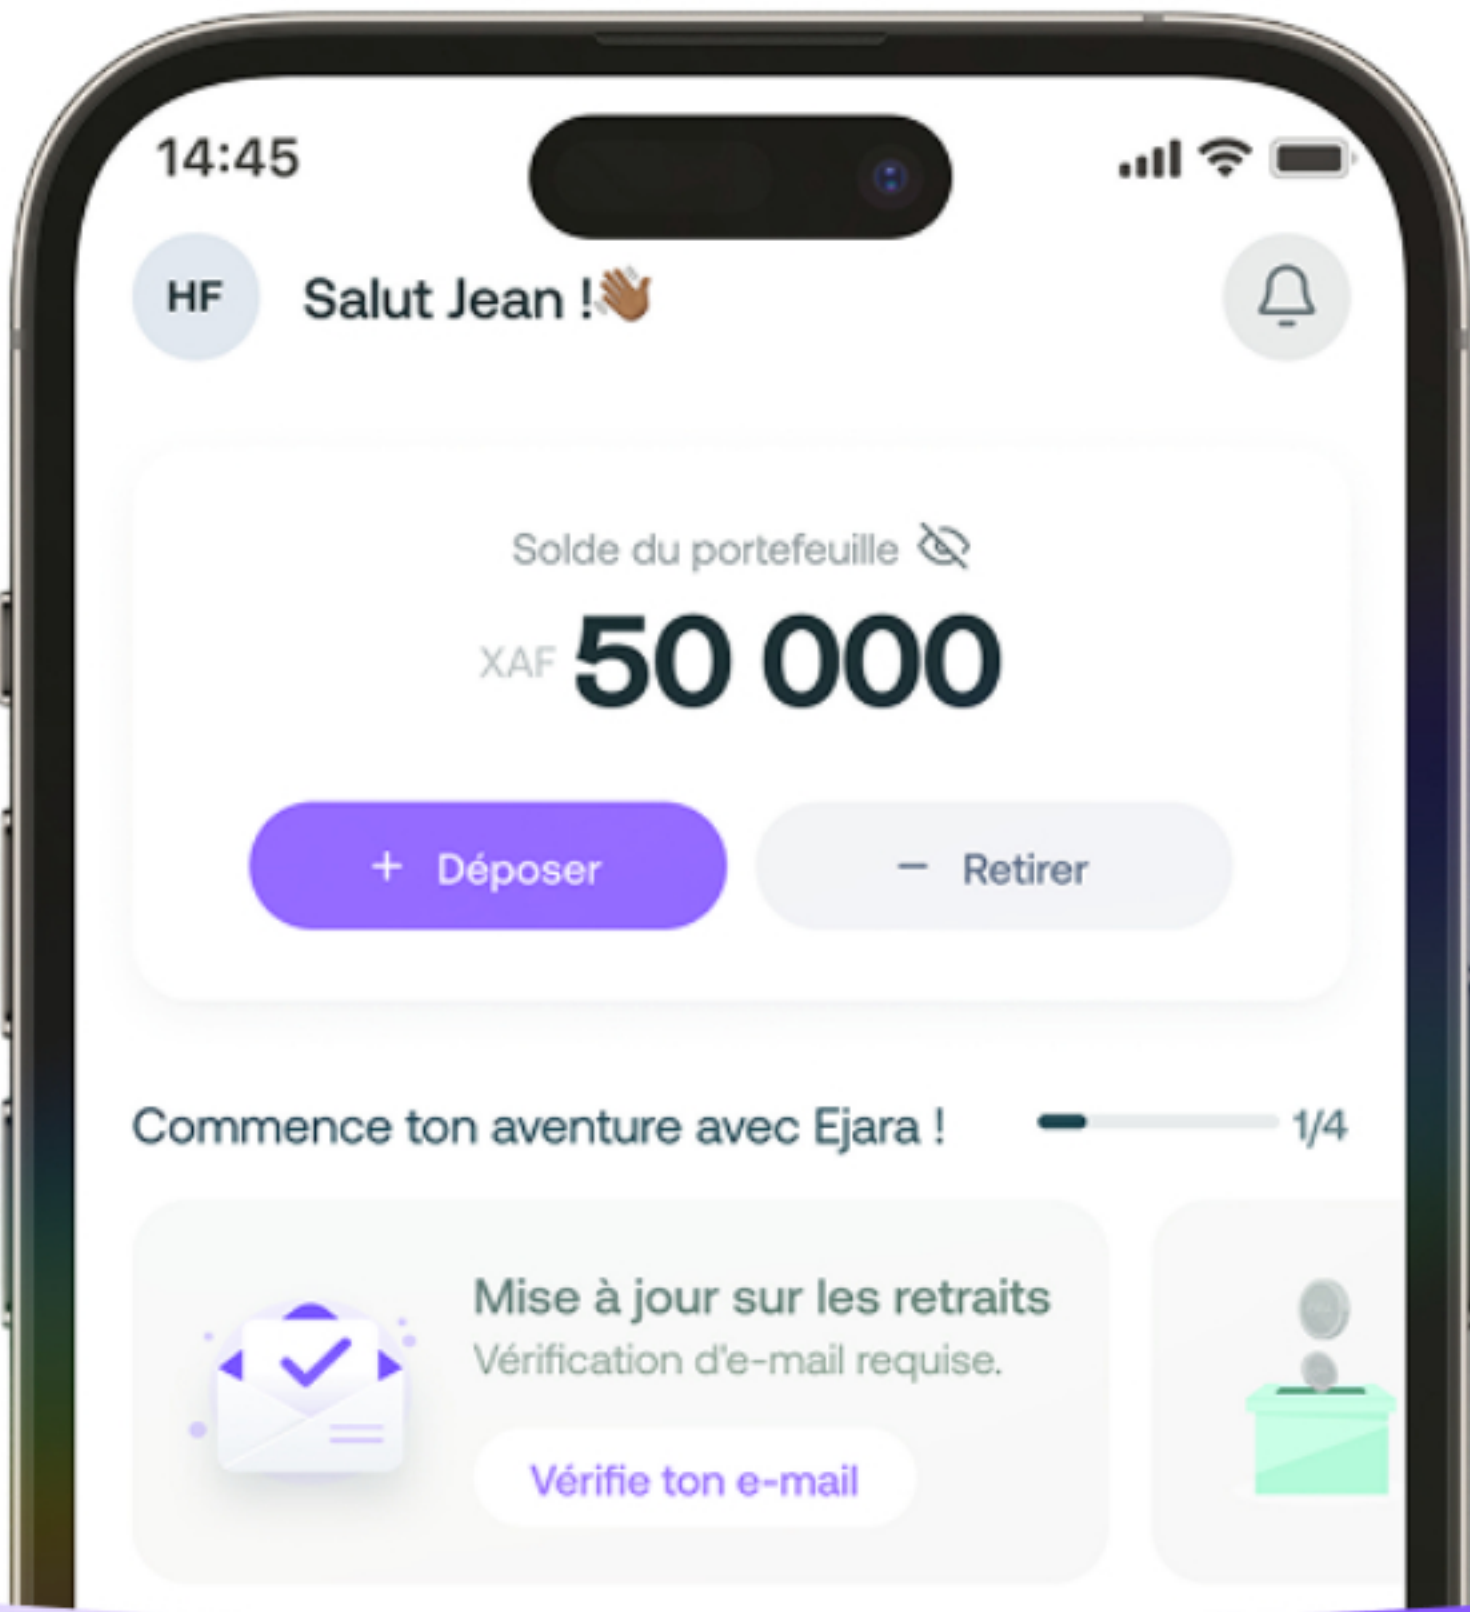 14:45
HF
Salut Jean !👋🏾
Solde du portefeuille
XAF 50 000
+ Déposer
− Retirer
Commence ton aventure avec Ejara !
1/4
Mise à jour sur les retraits
Vérification d'e-mail requise.
Vérifie ton e-mail